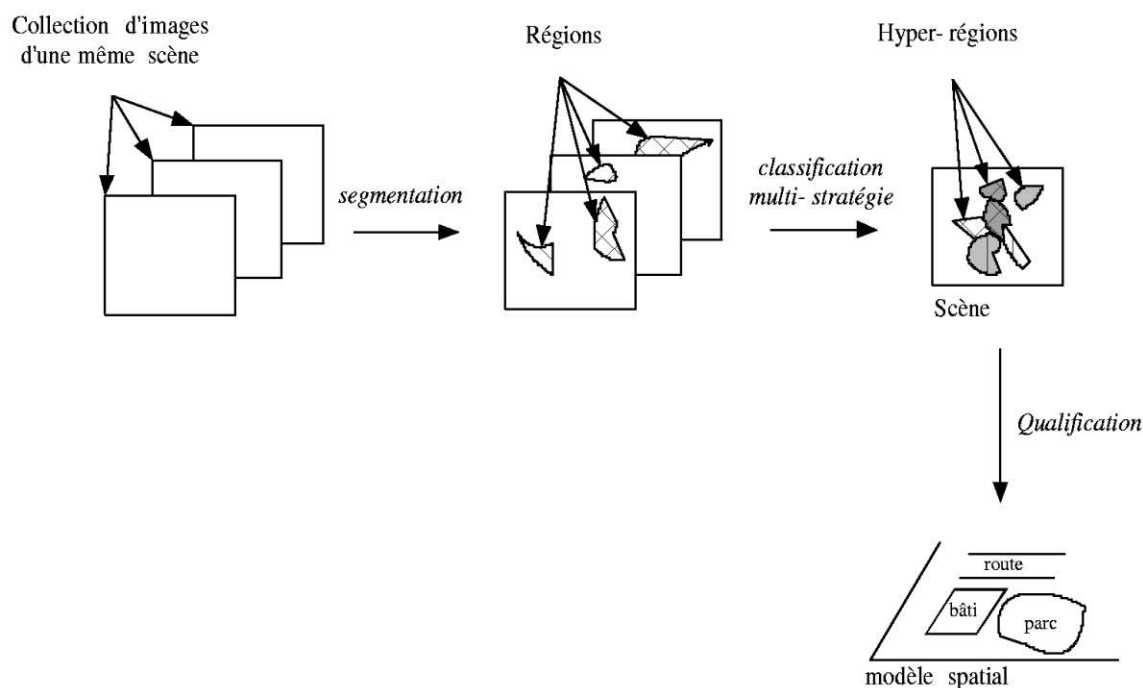 Collection d'images
d'une même scène
Régions
Hyper- régions
segmentation
classification
multi- stratégie
Scène
Qualification
route
bâti
parc
modèle spatial